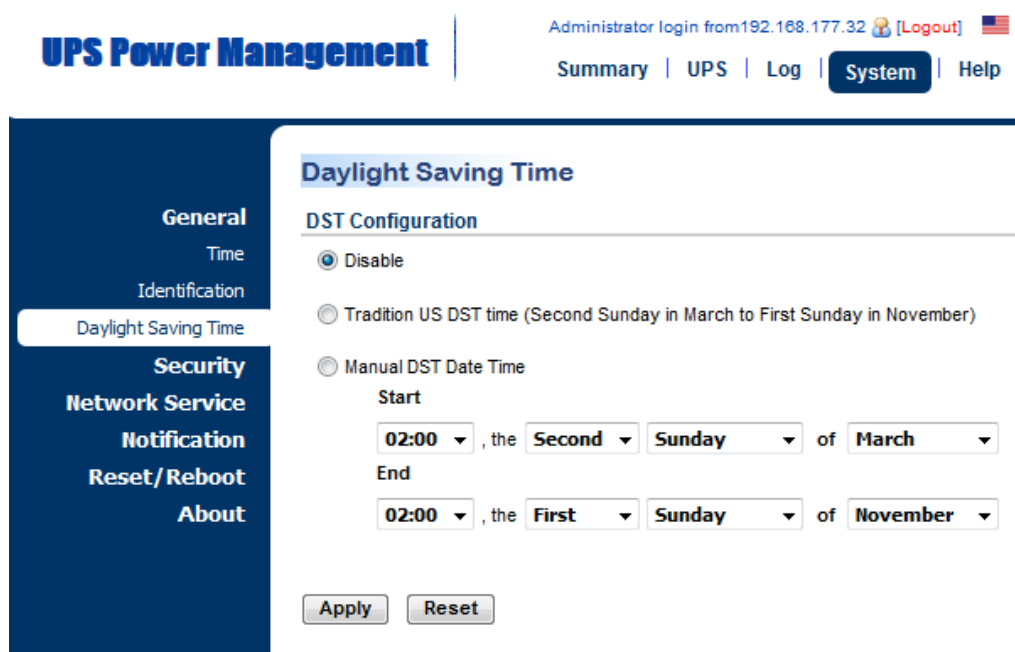 UPS Power Management
Administrator login from192.168.177.32 [Logout]
Summary | UPS | Log | System | Help
General
Time
Identification
Daylight Saving Time
Security
Network Service
Notification
Reset/Reboot
About
Daylight Saving Time
DST Configuration
Disable
Tradition US DST time (Second Sunday in March to First Sunday in November)
Manual DST Date Time
Start
02:00 , the Second Sunday of March
End
02:00 , the First Sunday of November
Apply Reset